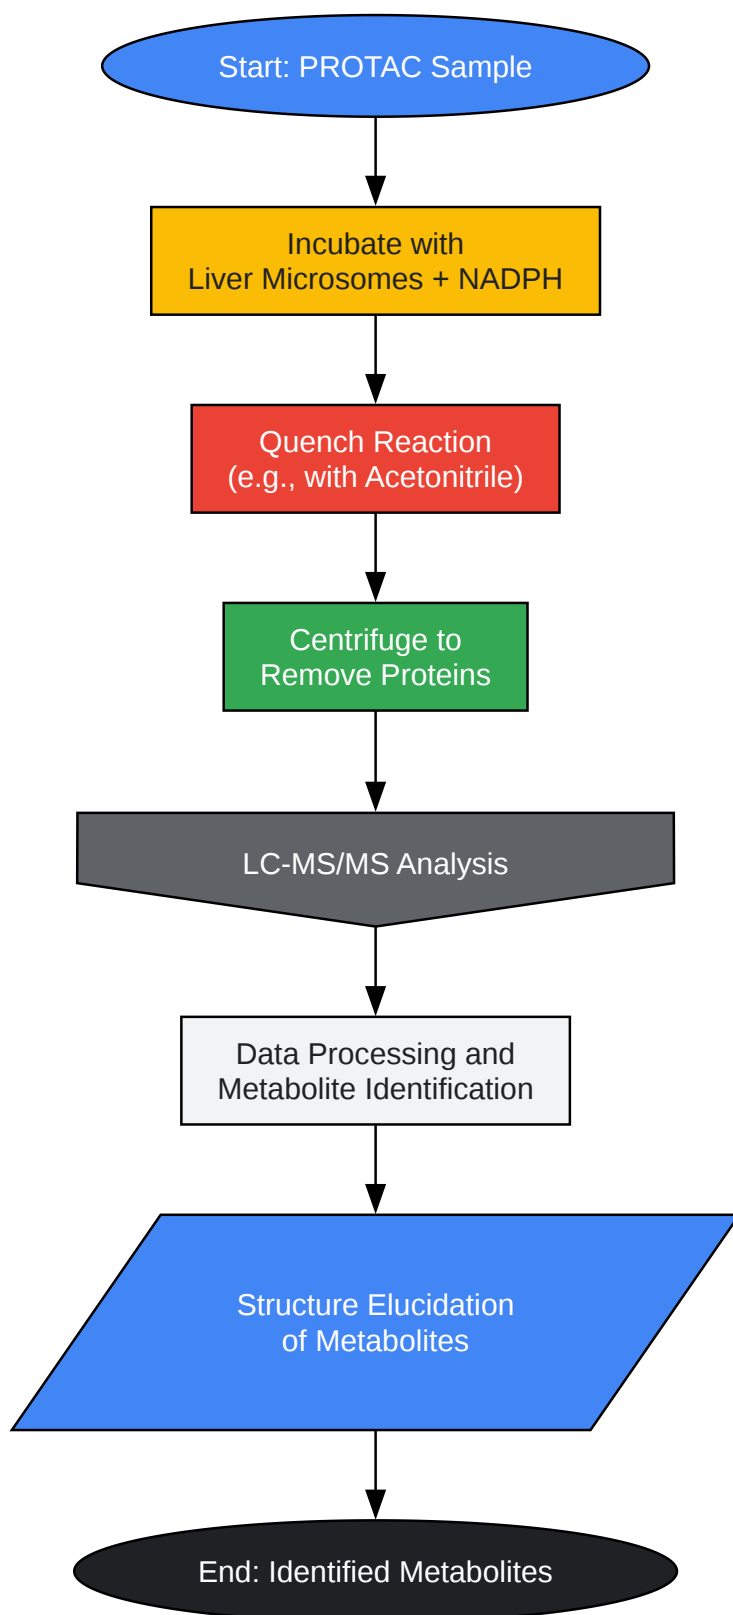 Start: PROTAC Sample
Incubate with
Liver Microsomes + NADPH
Quench Reaction
(e.g., with Acetonitrile)
Centrifuge to
Remove Proteins
LC-MS/MS Analysis
Data Processing and
Metabolite Identification
Structure Elucidation
of Metabolites
End: Identified Metabolites